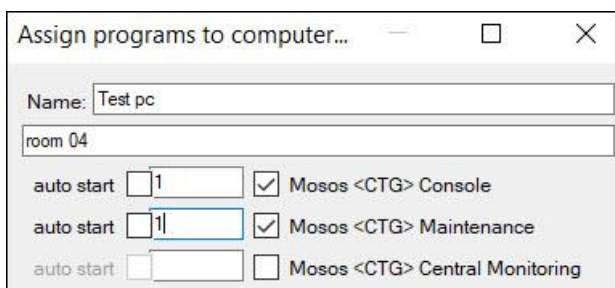 Assign programs to computer...
Name: Test pc
room 04
auto start 1 Mosos <CTG> Console
auto start 1 Mosos <CTG> Maintenance
auto start Mosos <CTG> Central Monitoring